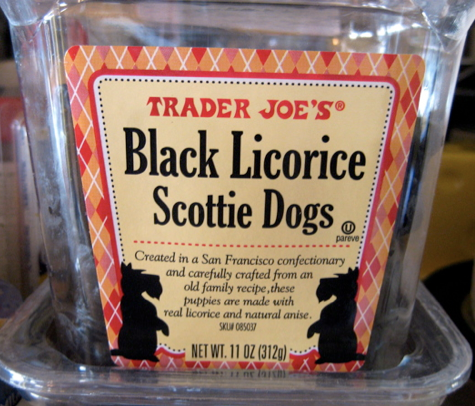 TRADER JOE'S®
Black Licorice
Scottie Dogs
U
pareve
Created in a San Francisco confectionary
and carefully crafted from an
old family recipe, these
puppies are made with
real licorice and natural anise.
SKU# 085037
NET WT. 11 OZ (312g)